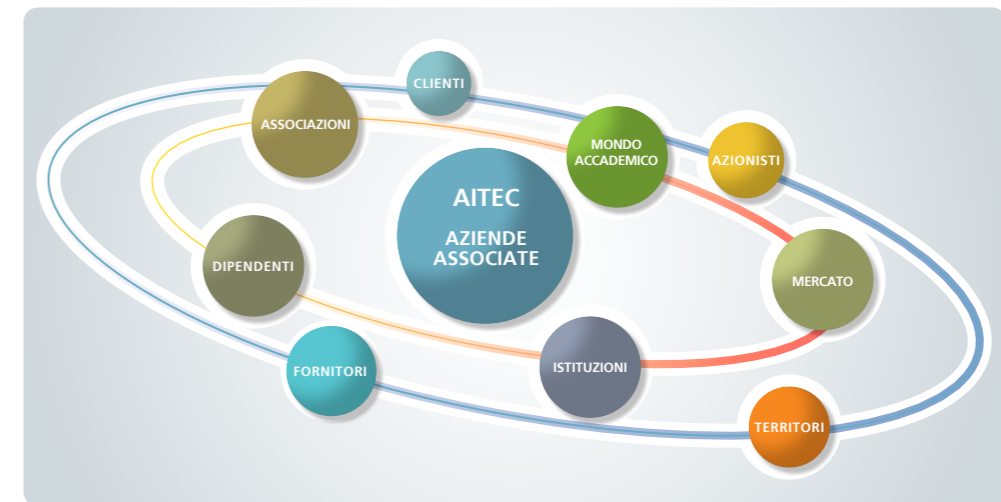 CLIENTI
ASSOCIAZIONI
MONDO
ACCADEMICO
AZIONISTI
AITEC
AZIENDE
ASSOCIATE
DIPENDENTI
MERCATO
FORNITORI
ISTITUZIONI
TERRITORI